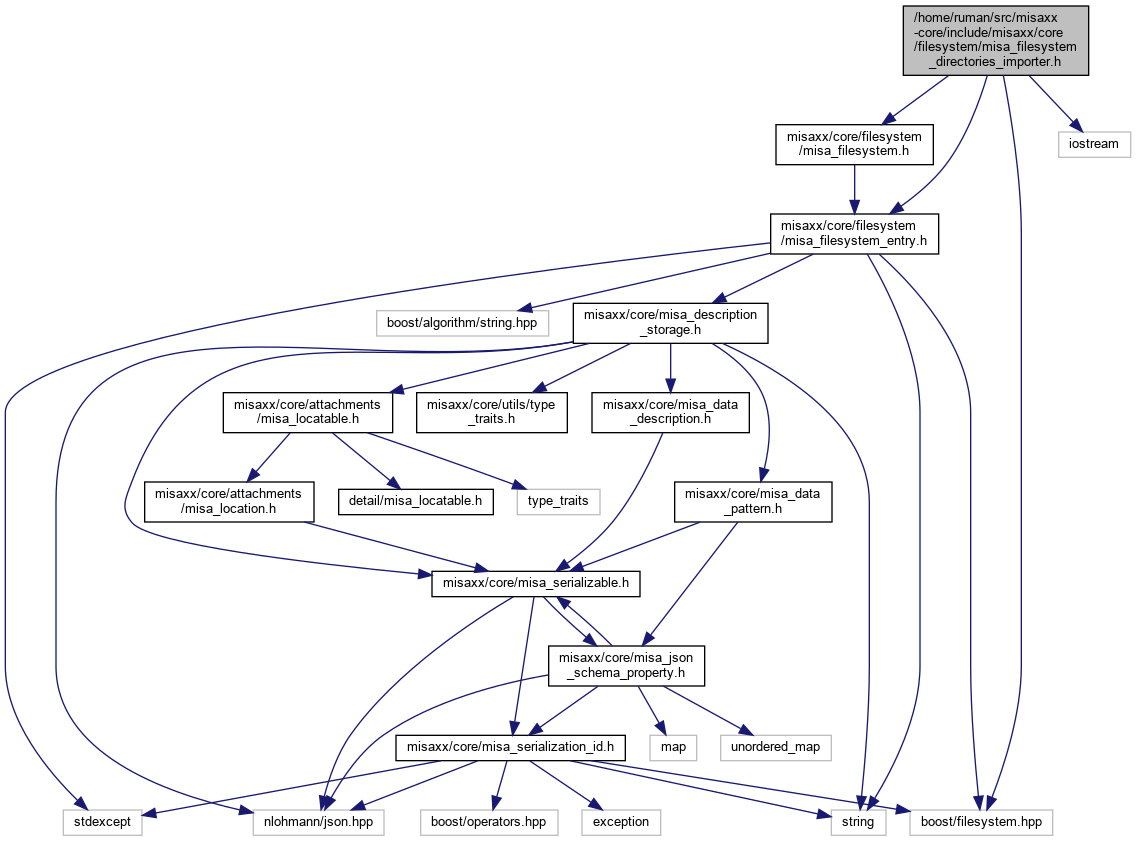 /home/ruman/src/misaxx
-core/include/misaxx/core
/filesystem/misa_filesystem
_directories_importer.h
misaxx/core/filesystem
/misa_filesystem.h
iostream
misaxx/core/filesystem
/misa_filesystem_entry.h
boost/algorithm/string.hpp
misaxx/core/misa_description
_storage.h
misaxx/core/attachments
/misa_locatable.h
misaxx/core/utils/type
_traits.h
misaxx/core/misa_data
_description.h
misaxx/core/attachments
/misa_location.h
detail/misa_locatable.h
type_traits
misaxx/core/misa_data
_pattern.h
misaxx/core/misa_serializable.h
misaxx/core/misa_json
_schema_property.h
misaxx/core/misa_serialization_id.h
map
unordered_map
stdexcept
nlohmann/json.hpp
boost/operators.hpp
exception
string
boost/filesystem.hpp